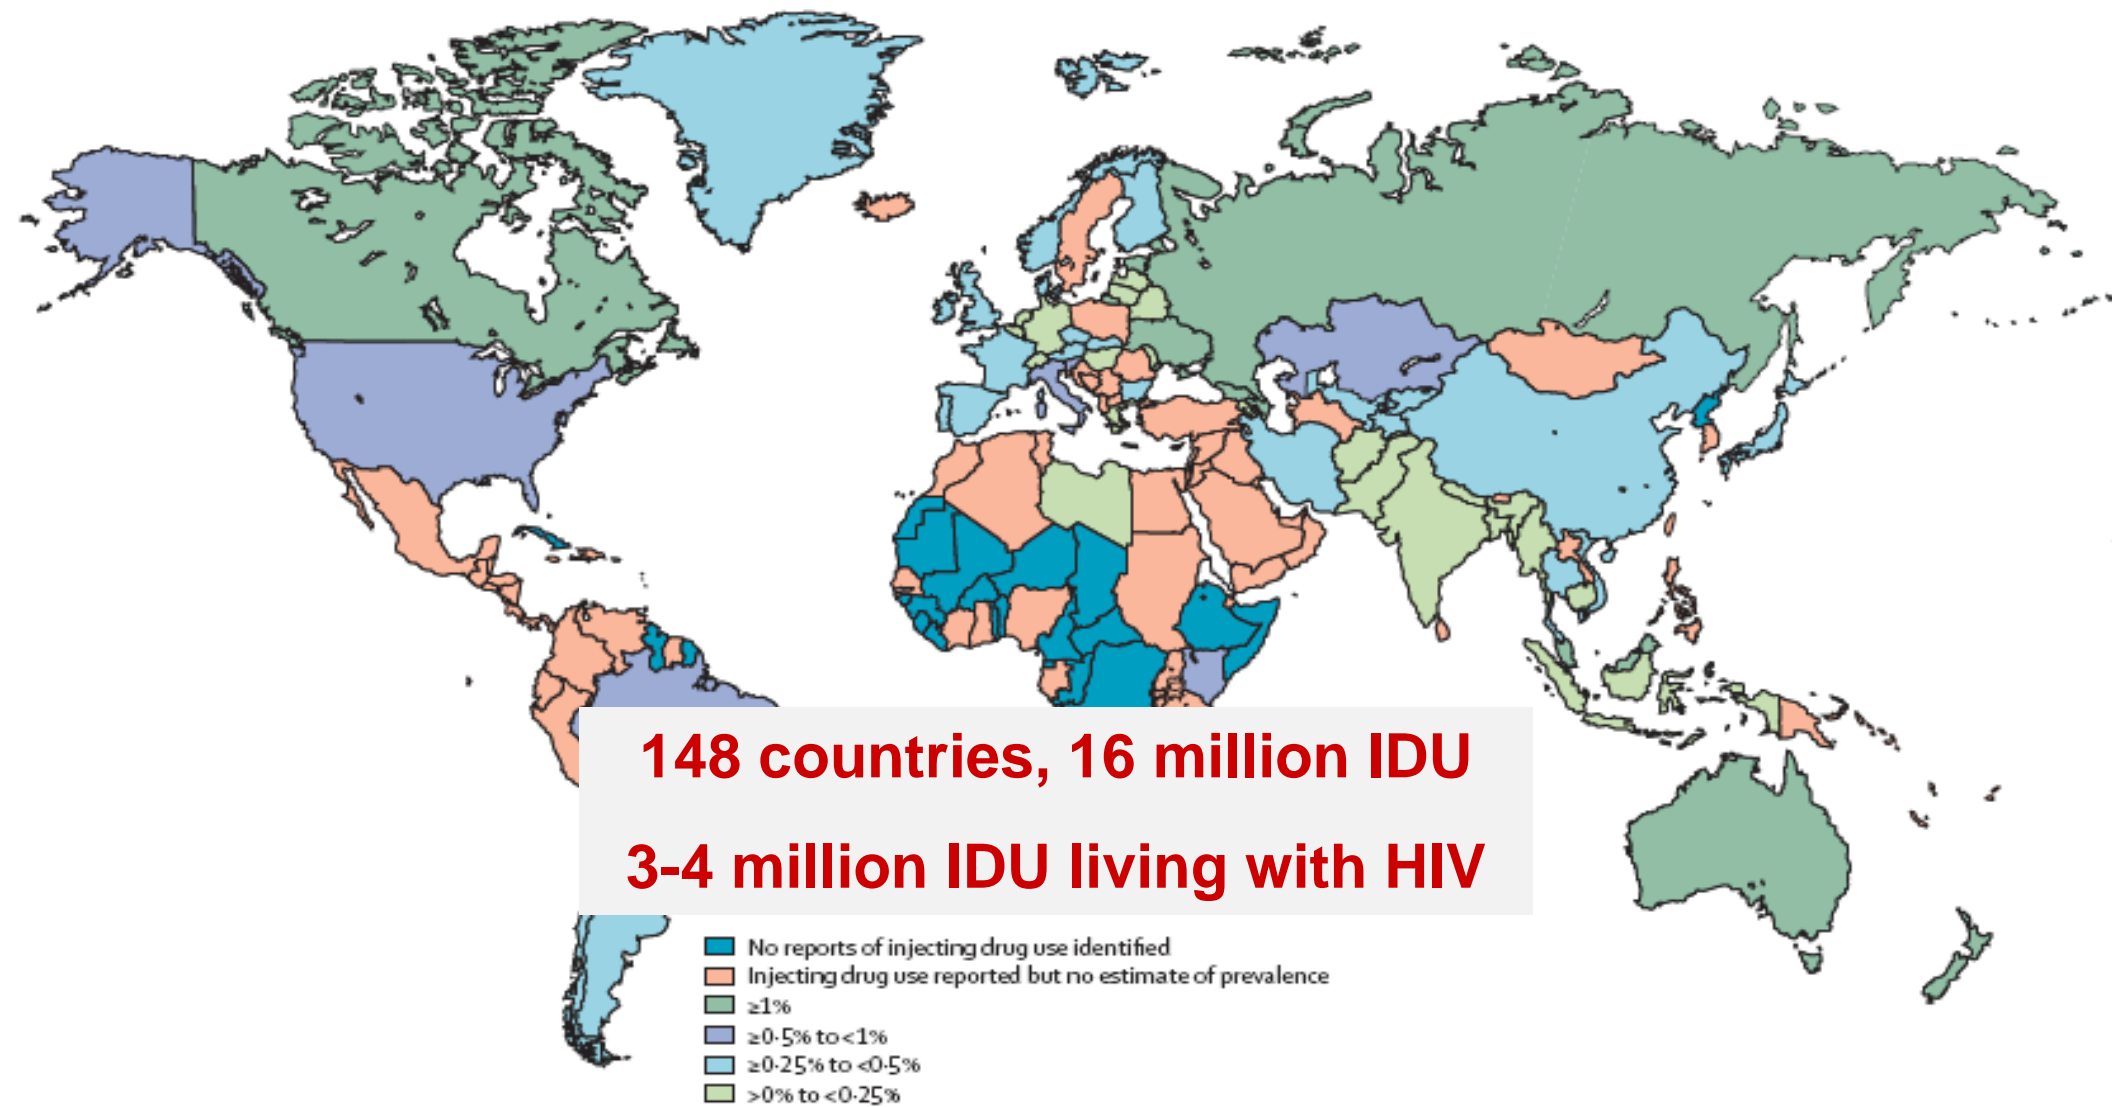 148 countries, 16 million IDU
3-4 million IDU living with HIV
No reports of injecting drug use identified
Injecting drug use reported but no estimate of prevalence
≥1%
≥0·5% to <1%
≥0·25% to <0·5%
>0% to <0·25%